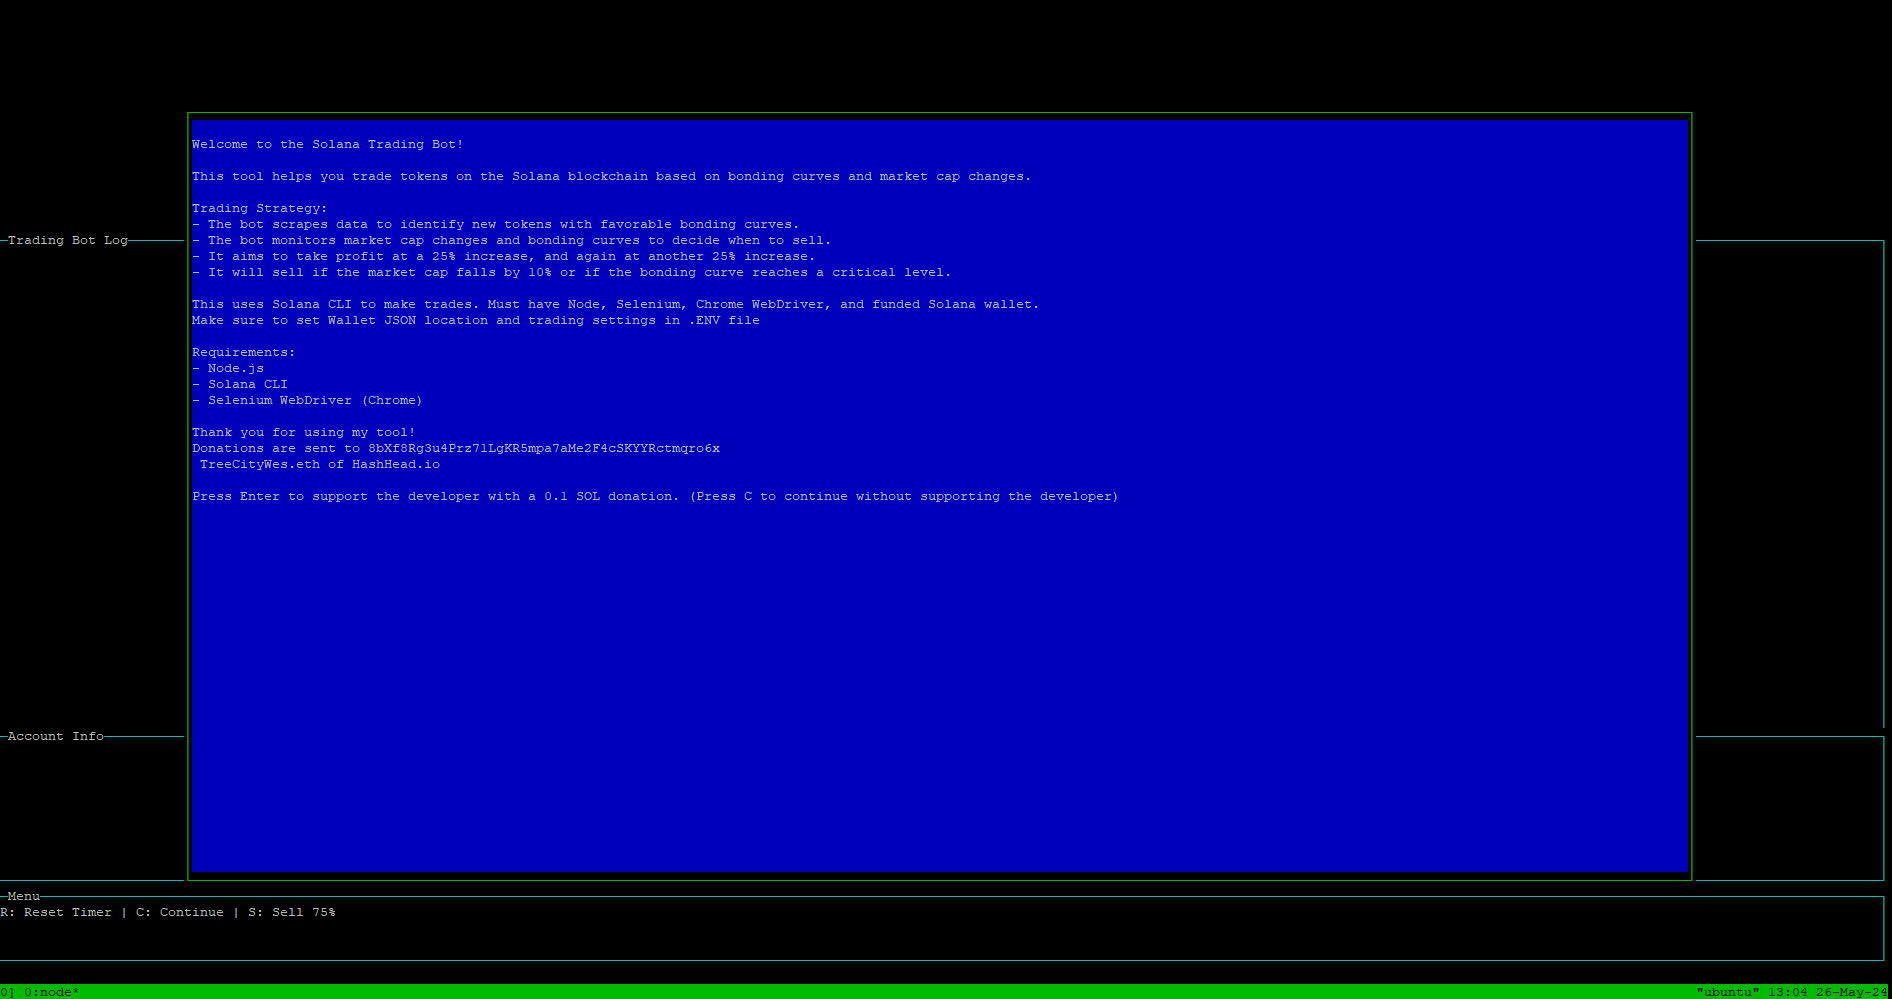 Welcome to the Solana Trading Bot!
This tool helps you trade tokens on the Solana blockchain based on bonding curves and market cap changes.
Trading Strategy:
- The bot scrapes data to identify new tokens with favorable bonding curves.
Trading Bot Log
- The bot monitors market cap changes and bonding curves to decide when to sell.
- It aims to take profit at a 25% increase, and again at another 25% increase.
- It will sell if the market cap falls by 10% or if the bonding curve reaches a critical level.
This uses Solana CLI to make trades. Must have Node, Selenium, Chrome WebDriver, and funded Solana wallet.
Make sure to set Wallet JSON location and trading settings in .ENV file
Requirements:
- Node.js
- Solana CLI
- Selenium WebDriver (Chrome)
Thank you for using my tool!
Donations are sent to 8bXf8Rg3u4Prz71LgKR5mpa7aMe2F4cSKYYRctmqro6x
TreeCityWes.eth of HashHead.io
Press Enter to support the developer with a 0.1 SOL donation. (Press C to continue without supporting the developer)
Account Info
Menu
R: Reset Timer | C: Continue | S: Sell 75%
0] 0:node* "ubuntu" 13:04 26-May-24